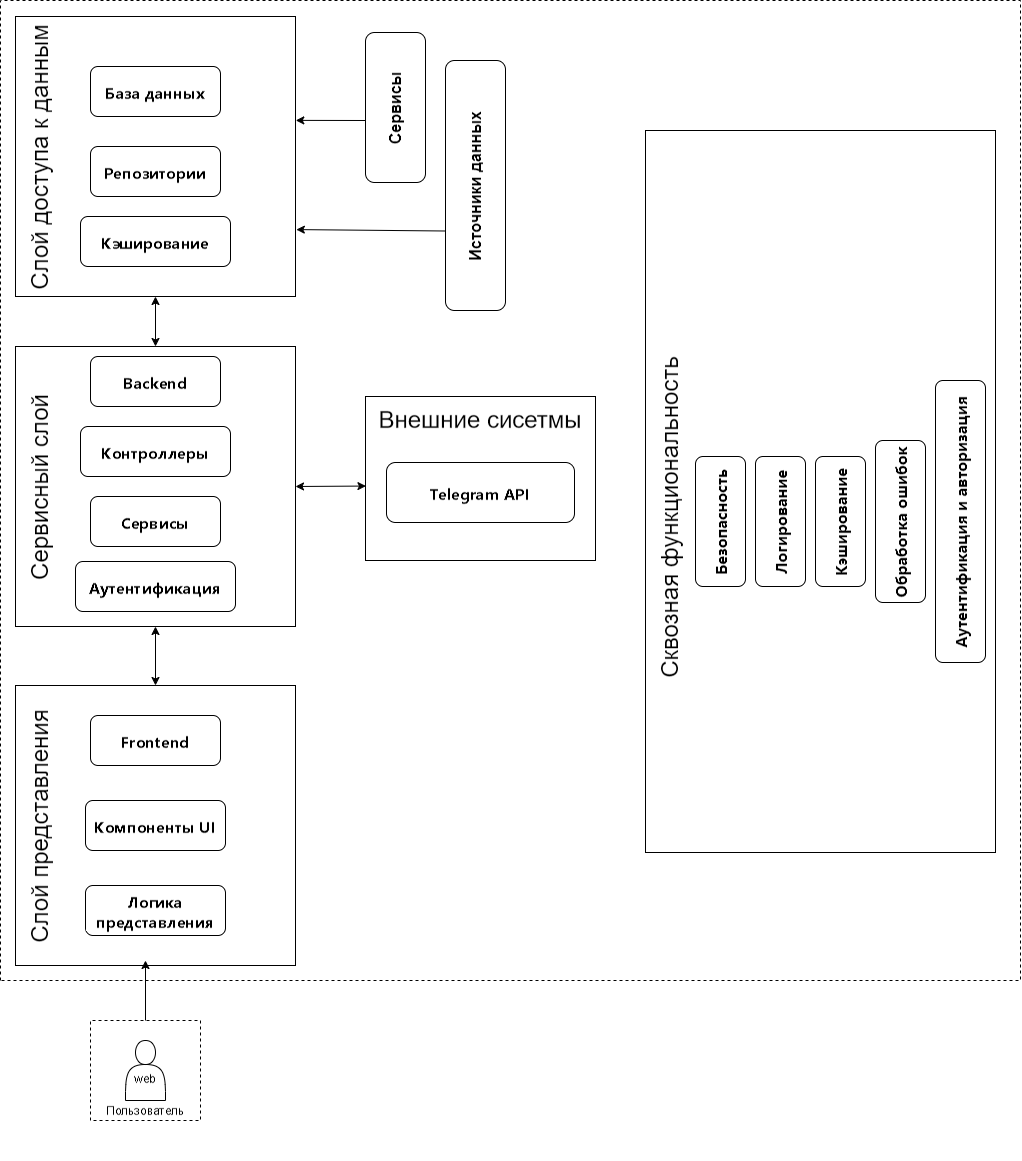 Слой доступа к данным
База данных
Репозитории
Кэширование
Сервисы
Источники данных
Сервисный слой
Backend
Контроллеры
Сервисы
Аутентификация
Внешние сисетмы
Telegram API
Слой представления
Frontend
Компоненты UI
Логика
представления
Сквозная функциональность
Безопасность
Логирование
Кэширование
Обработка ошибок
Аутентификация и авторизация
web
Пользователь